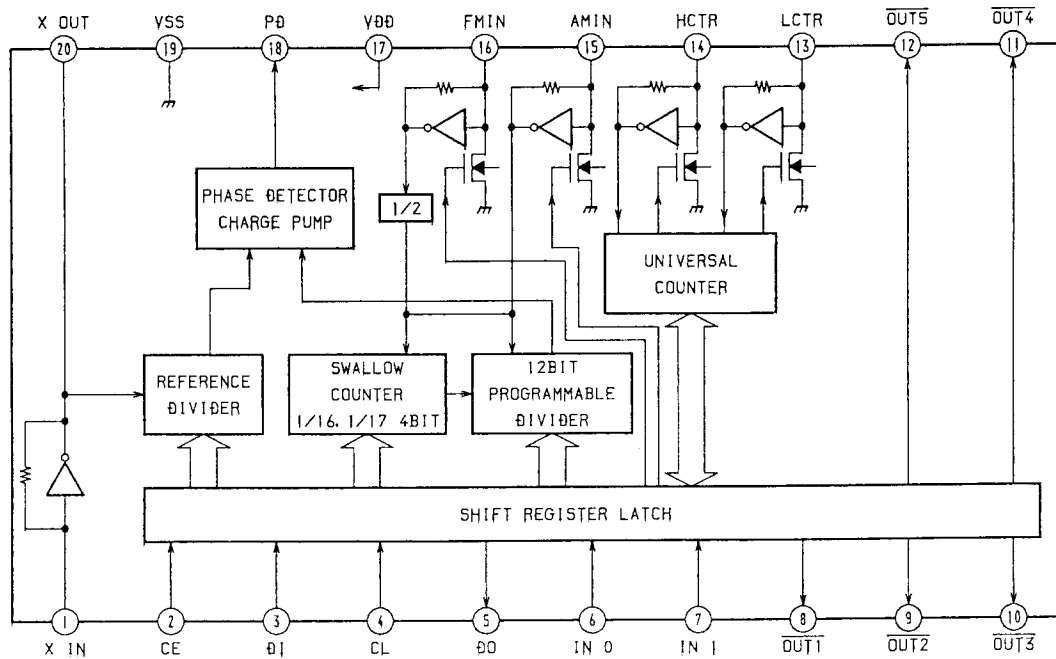 X OUT VSS PD VDD FMIN AMIN HCTR LCTR OUT5 OUT4
20 19 18 17 16 15 14 13 12 11
PHASE DETECTOR
CHARGE PUMP
1/2
UNIVERSAL
COUNTER
REFERENCE
DIVIDER
SWALLOW
COUNTER
1/16. 1/17 4BIT
12BIT
PROGRAMMABLE
DIVIDER
SHIFT REGISTER LATCH
1 2 3 4 5 6 7 8 9 10
X IN CE DI CL DO IN 0 IN 1 OUT1 OUT2 OUT3